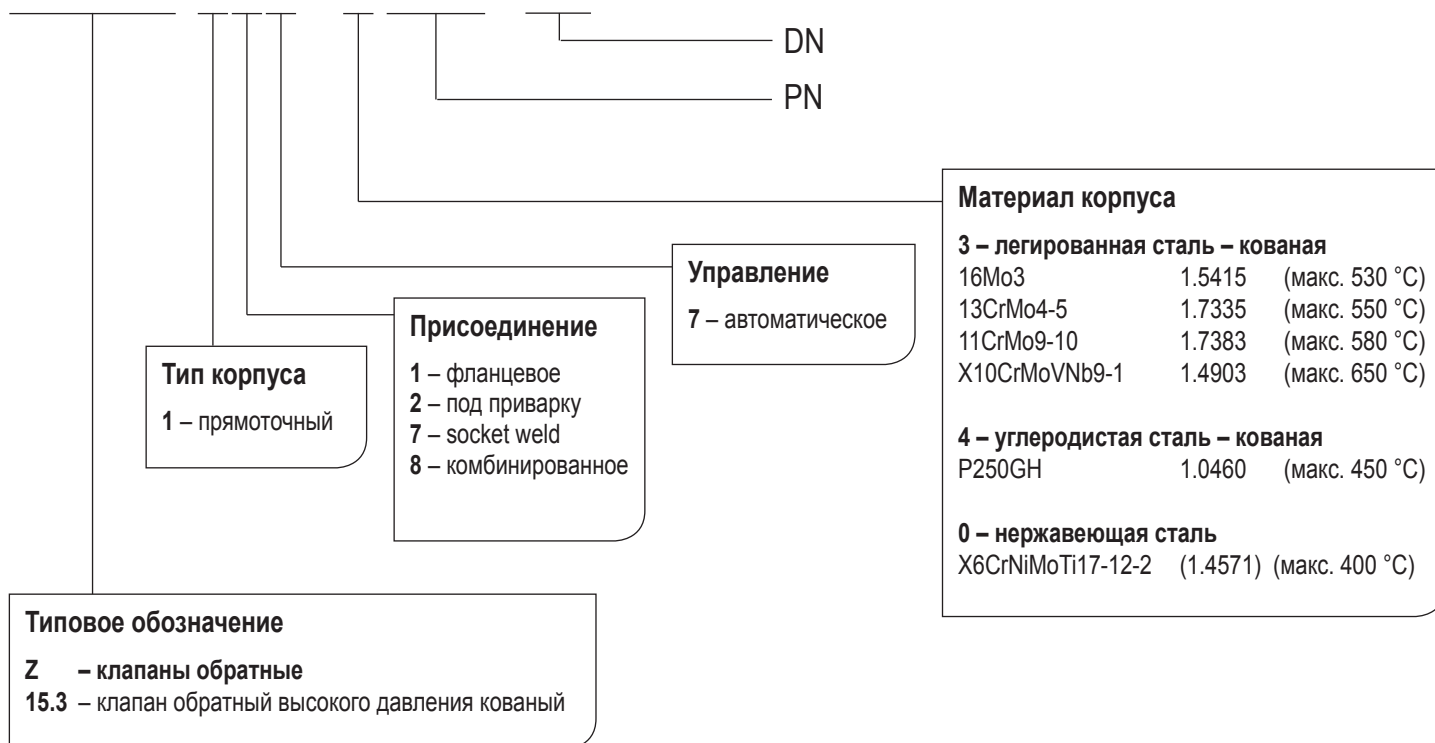 DN
PN
Материал корпуса
3 – легированная сталь – кованая
16Mo3 1.5415 (макс. 530 °C)
13CrMo4-5 1.7335 (макс. 550 °C)
11CrMo9-10 1.7383 (макс. 580 °C)
X10CrMoVNb9-1 1.4903 (макс. 650 °C)
4 – углеродистая сталь – кованая
P250GH 1.0460 (макс. 450 °C)
0 – нержавеющая сталь
X6CrNiMoTi17-12-2 (1.4571) (макс. 400 °C)
Управление
7 – автоматическое
Присоединение
1 – фланцевое
2 – под приварку
7 – socket weld
8 – комбинированное
Тип корпуса
1 – прямоточный
Типовое обозначение
Z – клапаны обратные
15.3 – клапан обратный высокого давления кованый